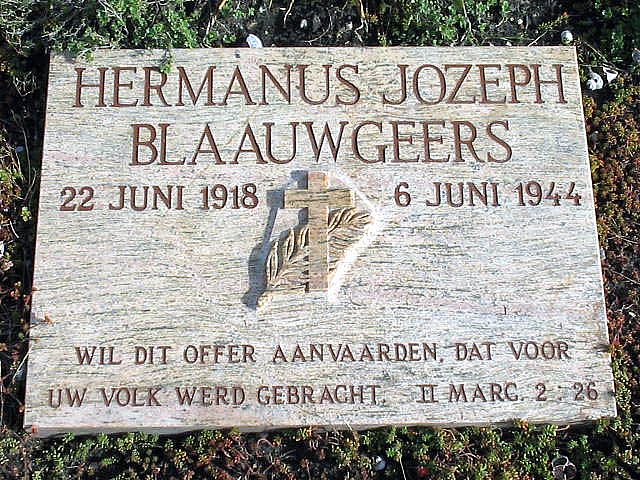 HERMANUS JOZEPH
BLAAUWGEERS
22 JUNI 1918 6 JUNI 1944
WIL DIT OFFER AANVAARDEN, DAT VOOR
UW VOLK WERD GEBRACHT. II MARC. 2 : 26